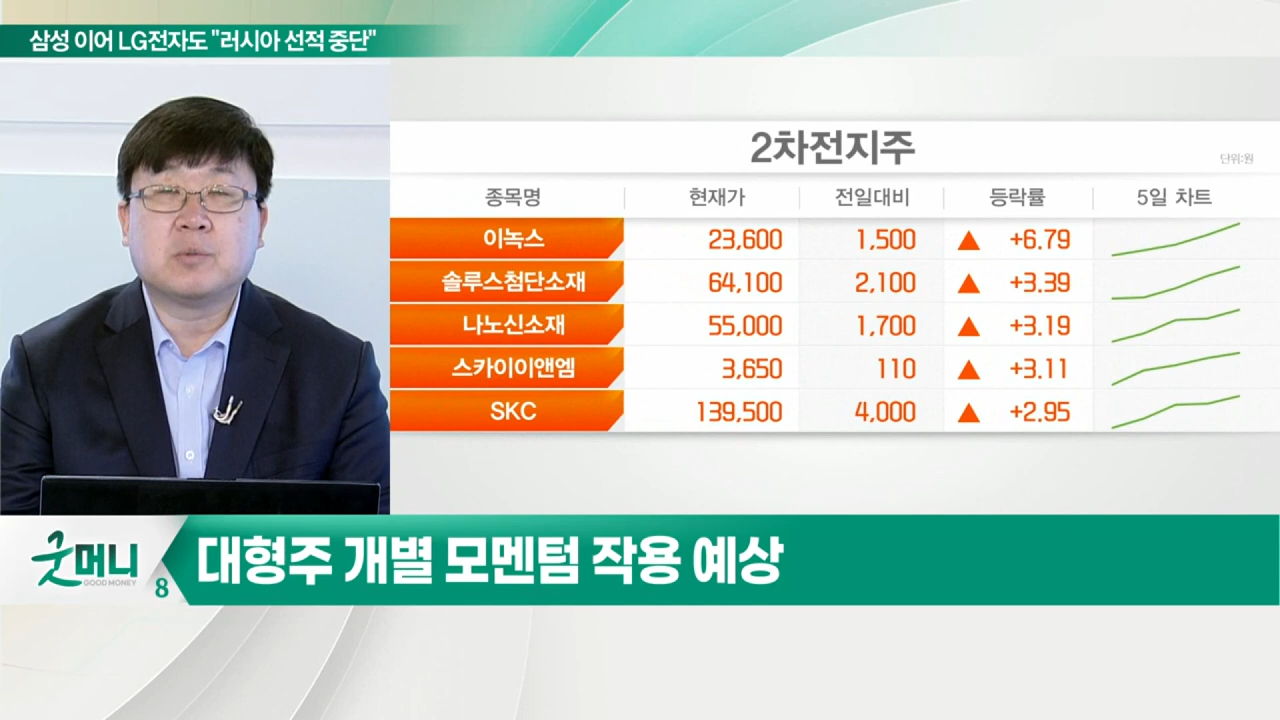 삼성 이어 LG전자도 "러시아 선적 중단"
2차전지주
단위:원
종목명 현재가 전일대비 등락률 5일 차트
이녹스 23,600 1,500 ▲ +6.79
솔루스첨단소재 64,100 2,100 ▲ +3.39
나노신소재 55,000 1,700 ▲ +3.19
스카이이앤엠 3,650 110 ▲ +3.11
SKC 139,500 4,000 ▲ +2.95
굿머니
GOOD MONEY
8
대형주 개별 모멘텀 작용 예상